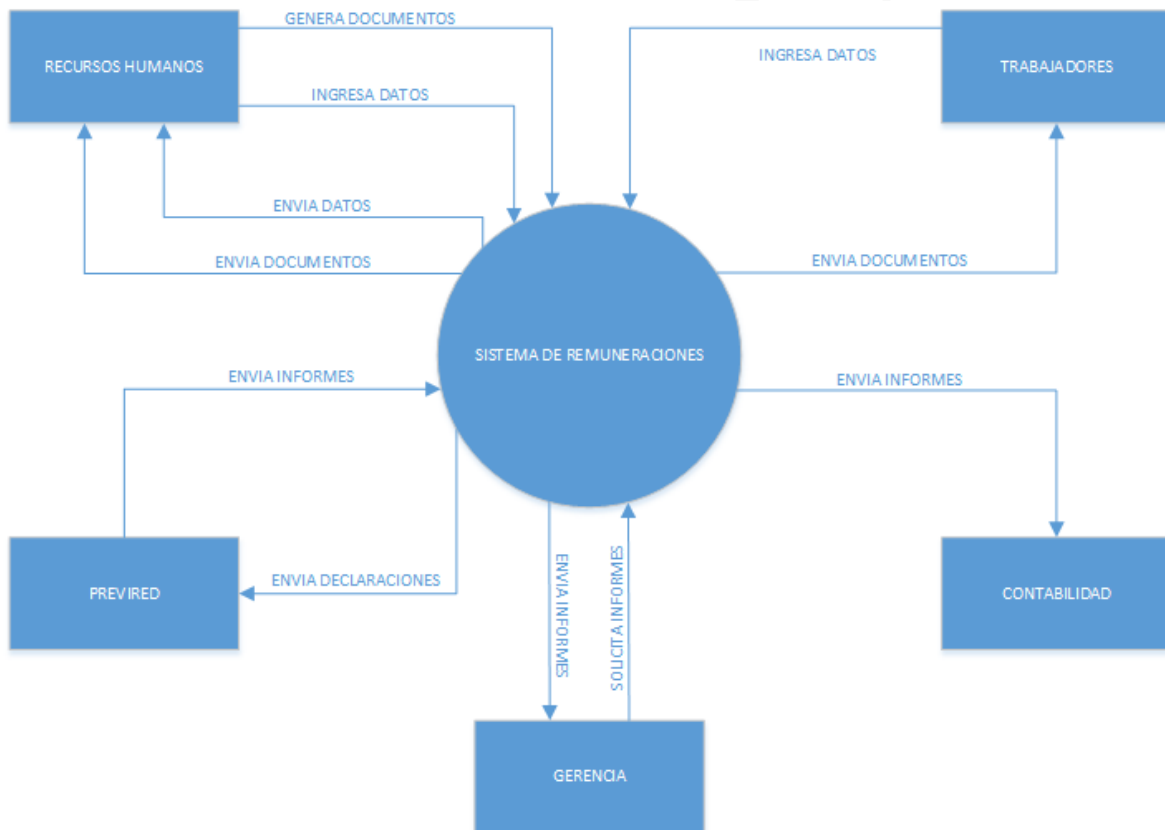 GENERA DOCUMENTOS
RECURSOS HUMANOS
INGRESA DATOS
TRABAJADORES
INGRESA DATOS
ENVIA DATOS
ENVIA DOCUMENTOS
ENVIA DOCUMENTOS
SISTEMA DE REMUNERACIONES
ENVIA INFORMES
ENVIA INFORMES
PREVIRED
ENVIA DECLARACIONES
ENVIA INFORMES
SOLICITA INFORMES
CONTABILIDAD
GERENCIA